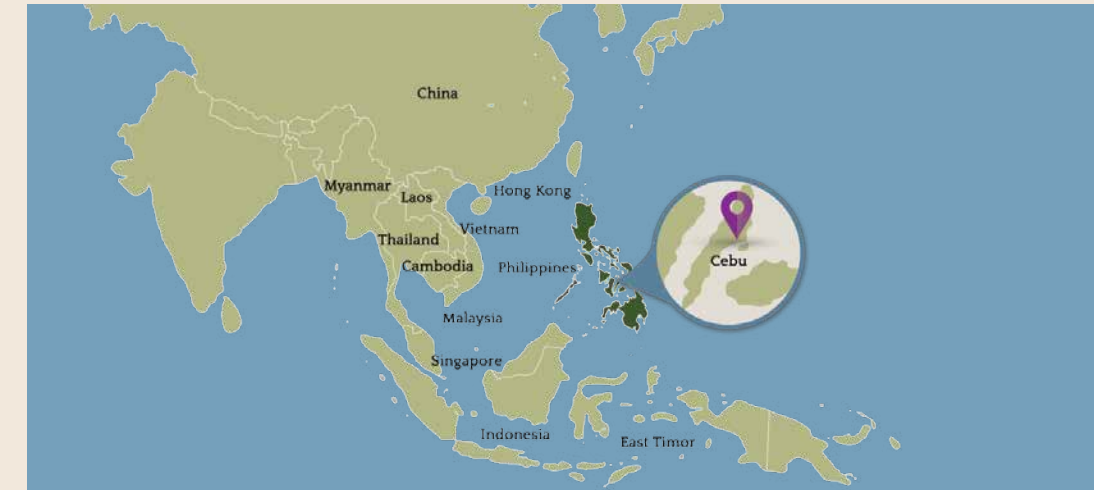 China
Hong Kong
Myanmar
Laos
Vietnam
Thailand
Cebu
Cambodia
Philippines
Malaysia
Singapore
Indonesia
East Timor